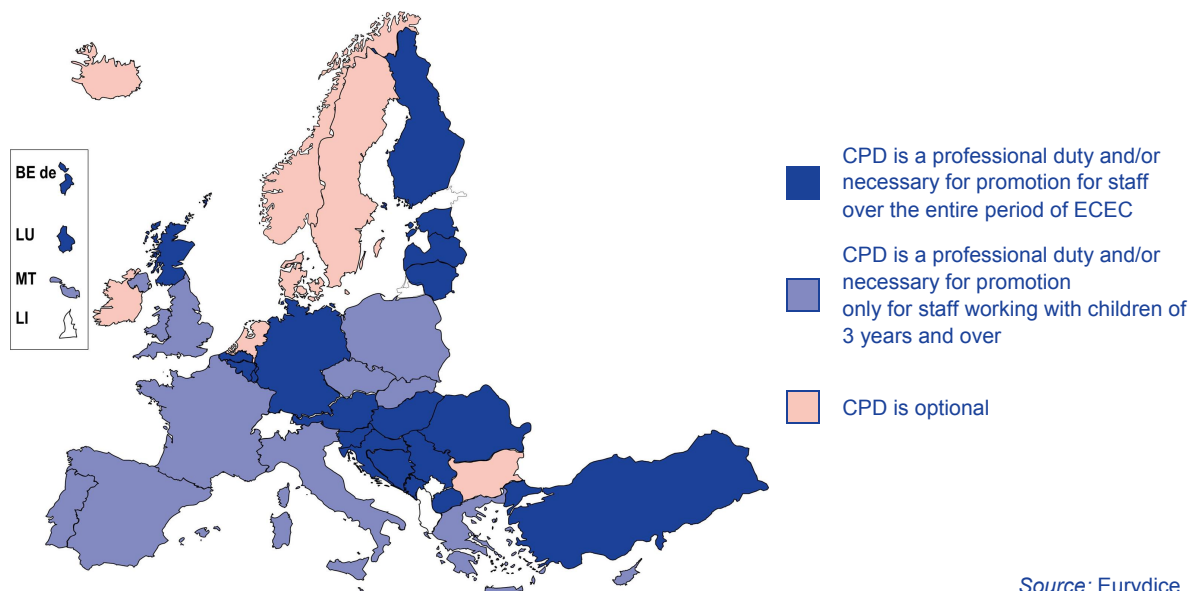 BE de
LU
MT
LI
CPD is a professional duty and/or
necessary for promotion for staff
over the entire period of ECEC
CPD is a professional duty and/or
necessary for promotion
only for staff working with children of
3 years and over
CPD is optional
Source: Eurydice